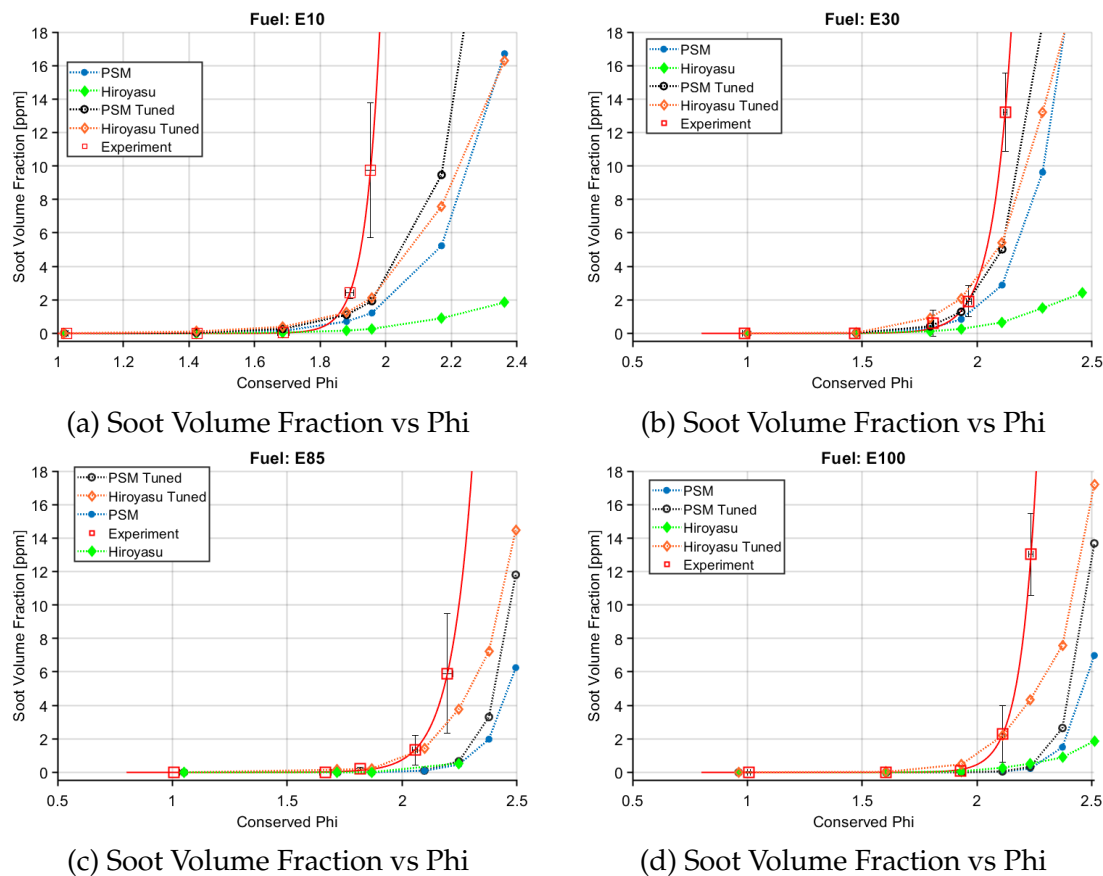 Fuel: E10
Soot Volume Fraction [ppm]
18
16
14
12
10
8
6
4
2
0
PSM
Hiroyasu
PSM Tuned
Hiroyasu Tuned
Experiment
1 1.2 1.4 1.6 1.8 2 2.2 2.4
Conserved Phi
(a) Soot Volume Fraction vs Phi
Fuel: E30
Soot Volume Fraction [ppm]
18
16
14
12
10
8
6
4
2
0
PSM
Hiroyasu
PSM Tuned
Hiroyasu Tuned
Experiment
0.5 1 1.5 2 2.5
Conserved Phi
(b) Soot Volume Fraction vs Phi
Fuel: E85
Soot Volume Fraction [ppm]
18
16
14
12
10
8
6
4
2
0
PSM Tuned
Hiroyasu Tuned
PSM
Experiment
Hiroyasu
0.5 1 1.5 2 2.5
Conserved Phi
(c) Soot Volume Fraction vs Phi
Fuel: E100
Soot Volume Fraction [ppm]
18
16
14
12
10
8
6
4
2
0
PSM
PSM Tuned
Hiroyasu
Hiroyasu Tuned
Experiment
0.5 1 1.5 2 2.5
Conserved Phi
(d) Soot Volume Fraction vs Phi